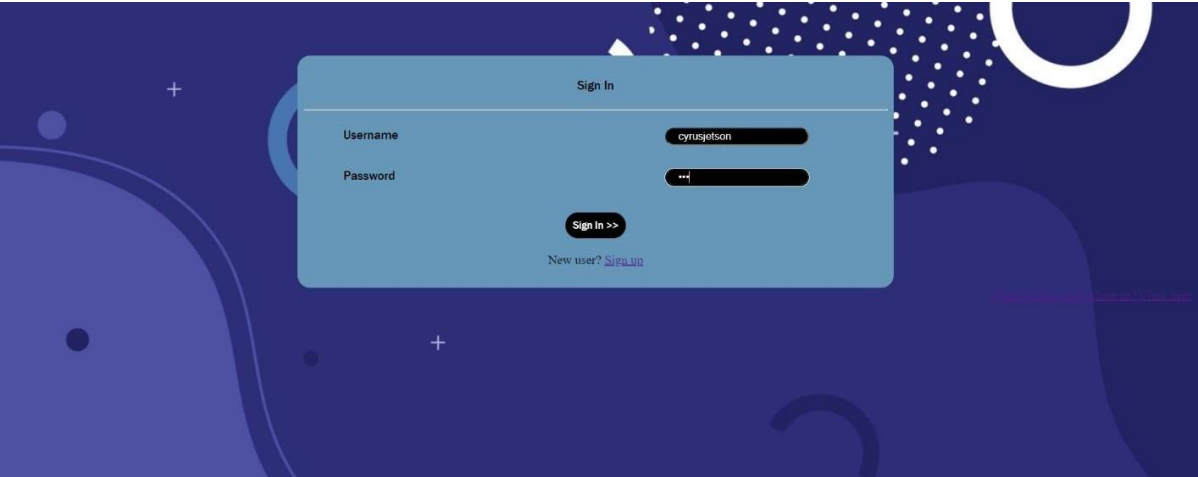 Sign In
Username
cyrusjetson
Password
•••
Sign In >>
New user? Sign up